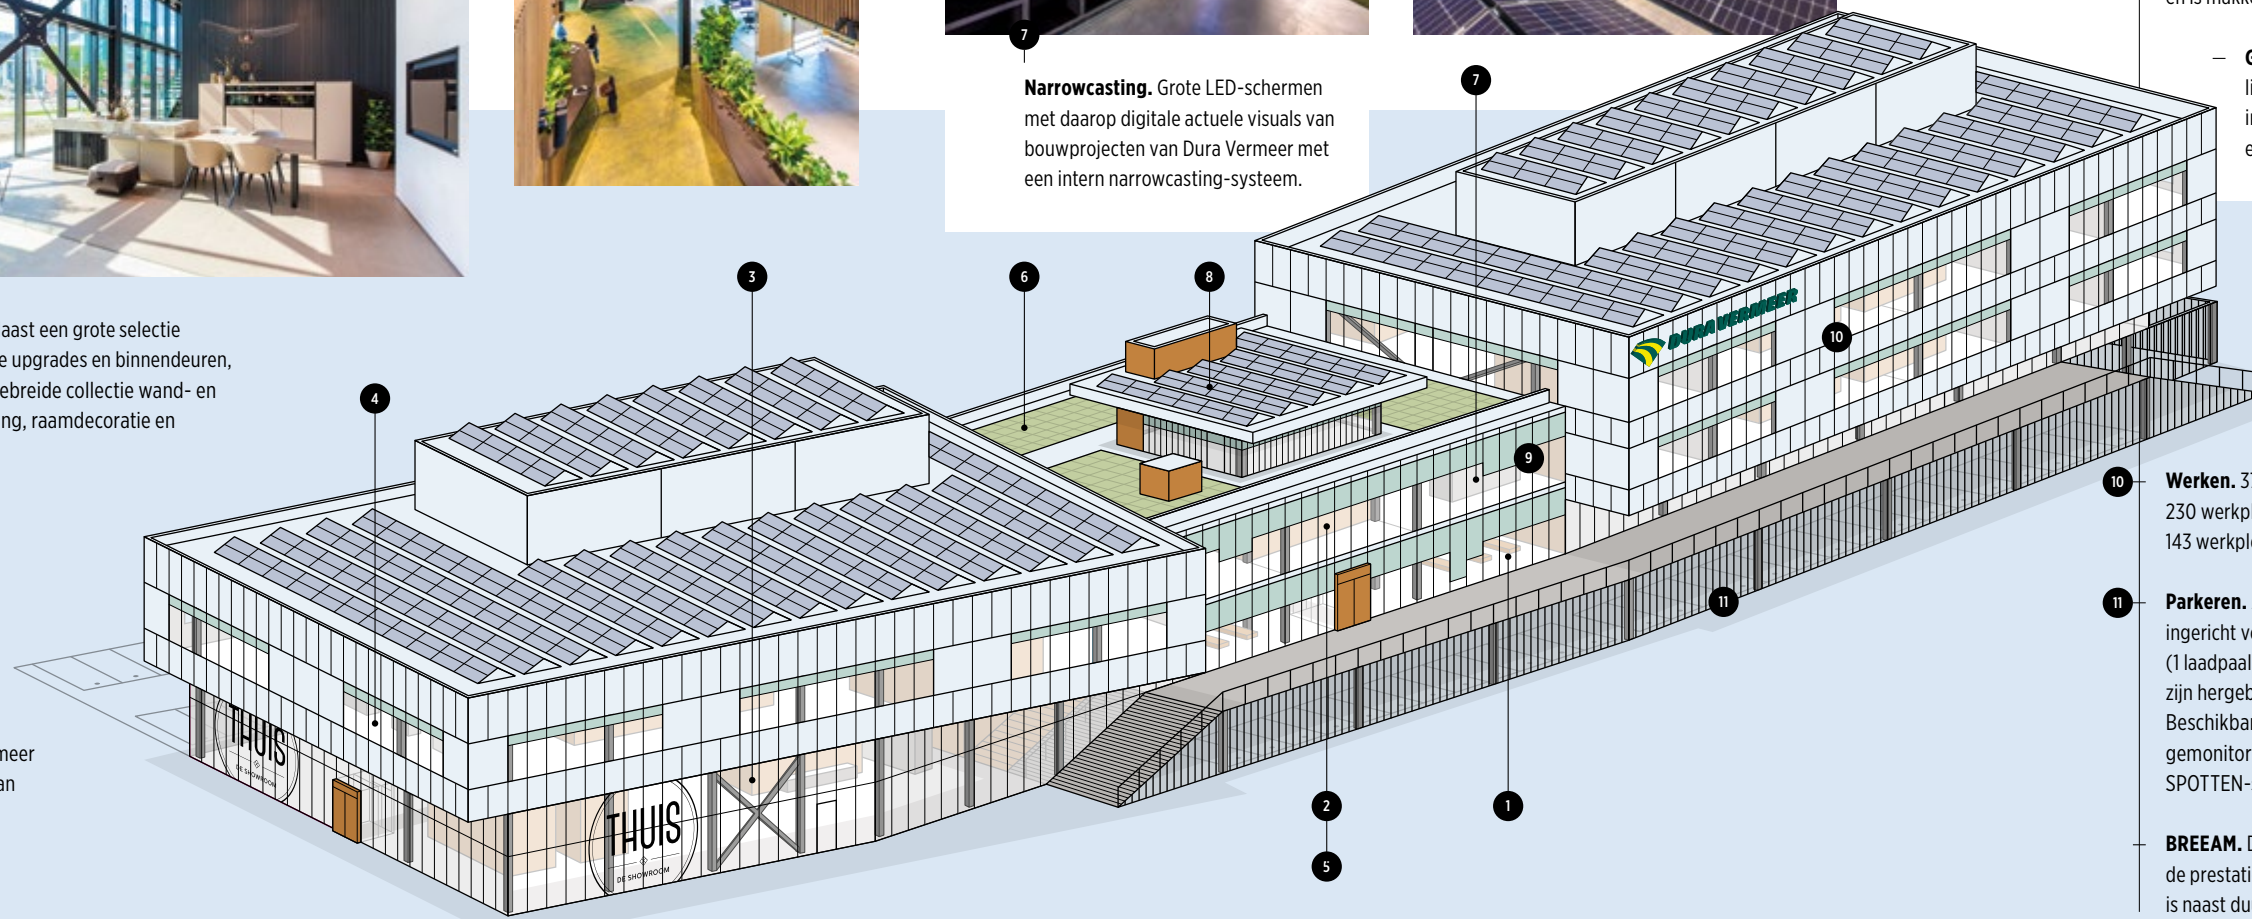 aast een grote selectie
e upgrades en binnendeuren,
ebreide collectie wand- en
ng, raamdecoratie en
meer
an
7
Narrowcasting. Grote LED-schermen
met daarop digitale actuele visuals van
bouwprojecten van Dura Vermeer met
een intern narrowcasting-systeem.
3
4
6
8
7
9
10
11
2
5
1
DURA VERMEER
THUIS
DE SHOWROOM
THUIS
DE SHOWROOM
10
Werken. 37
230 werkpl
143 werkple
11
Parkeren.
ingericht vo
(1 laadpaal
zijn hergeb
Beschikbar
gemonitor
SPOTTEN-
BREEAM. D
de prestati
is naast du